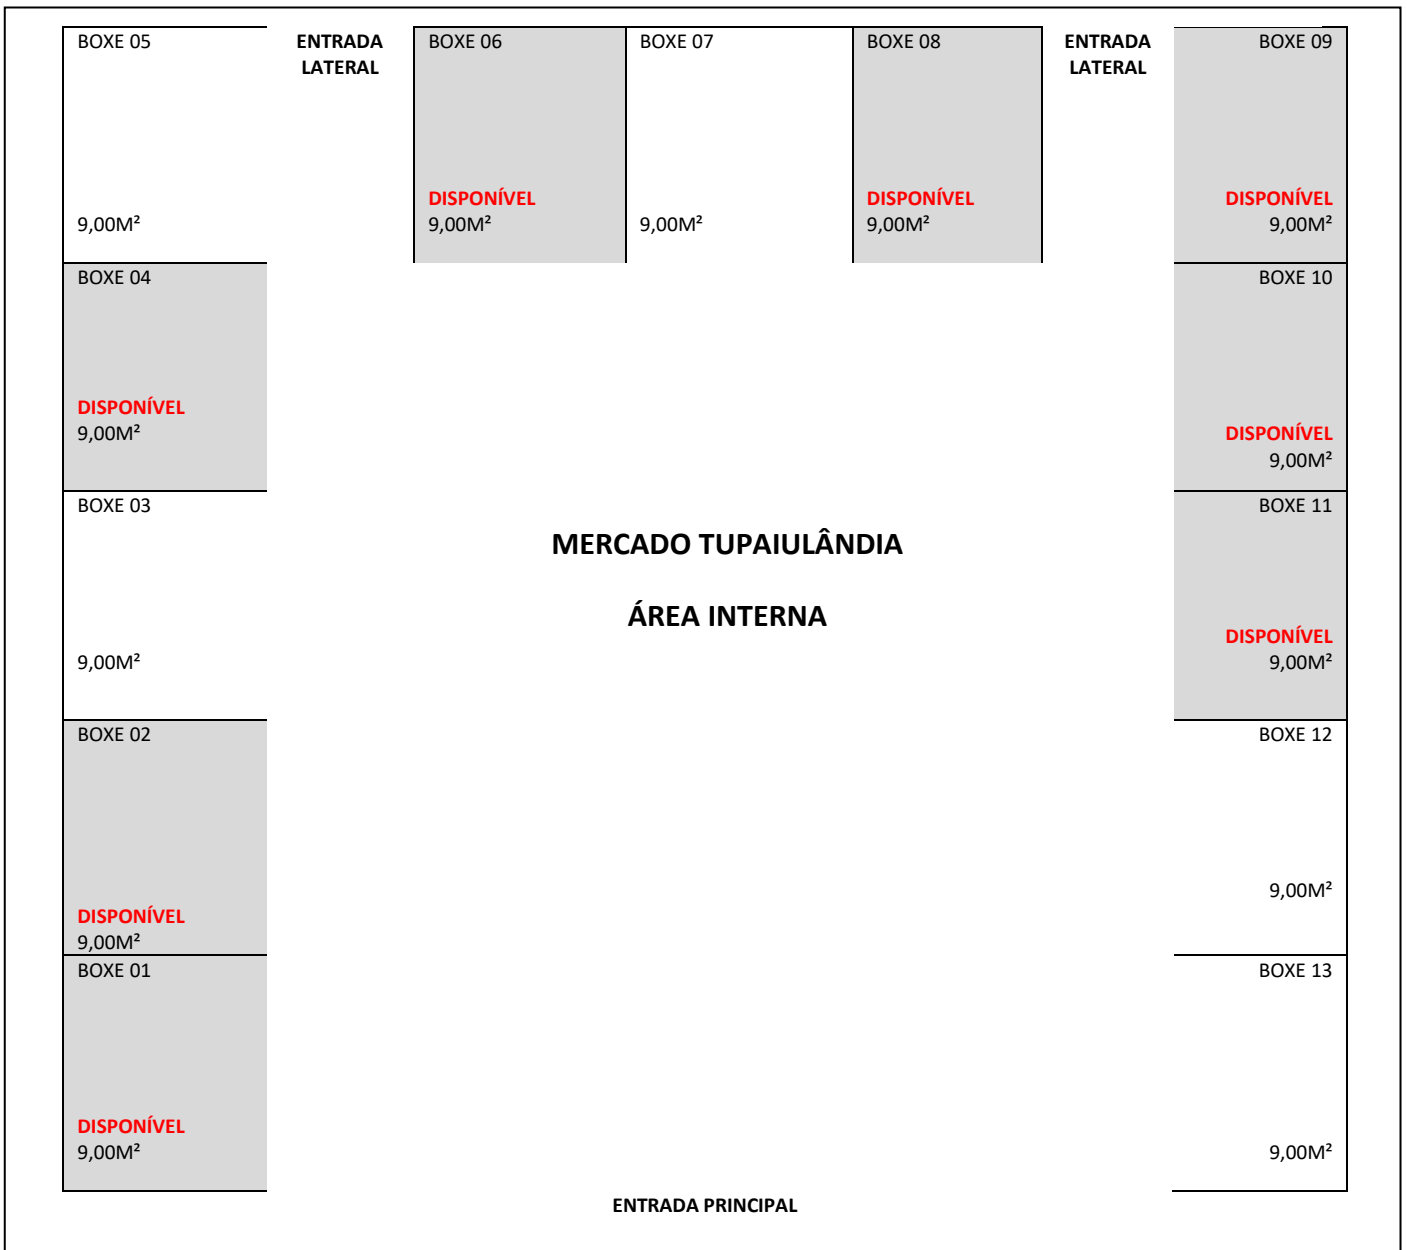 BOXE 05
9,00M²
ENTRADA
LATERAL
BOXE 06
DISPONÍVEL
9,00M²
BOXE 07
9,00M²
BOXE 08
DISPONÍVEL
9,00M²
ENTRADA
LATERAL
BOXE 09
DISPONÍVEL
9,00M²
BOXE 04
DISPONÍVEL
9,00M²
BOXE 10
DISPONÍVEL
9,00M²
BOXE 03
9,00M²
MERCADO TUPAIULÂNDIA
ÁREA INTERNA
BOXE 11
DISPONÍVEL
9,00M²
BOXE 02
DISPONÍVEL
9,00M²
BOXE 12
9,00M²
BOXE 01
DISPONÍVEL
9,00M²
BOXE 13
9,00M²
ENTRADA PRINCIPAL